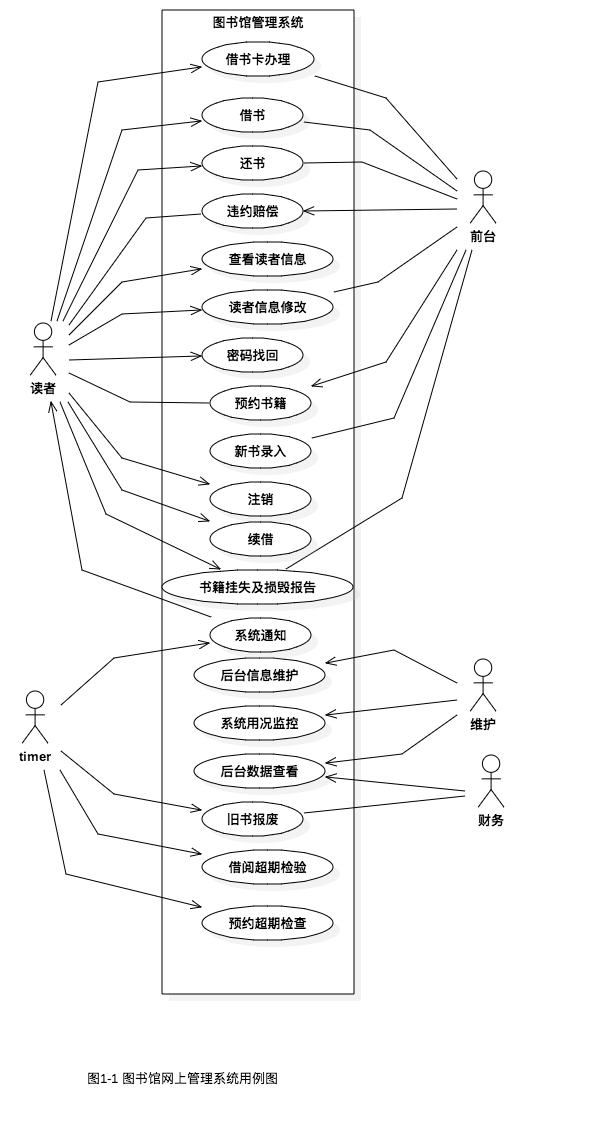 图书馆管理系统
借书卡办理
借书
还书
违约赔偿
前台
查看读者信息
读者信息修改
密码找回
读者
预约书籍
新书录入
注销
续借
书籍挂失及损毁报告
系统通知
后台信息维护
系统用况监控
维护
timer
后台数据查看
旧书报废
财务
借阅超期检验
预约超期检查
图1-1 图书馆网上管理系统用例图